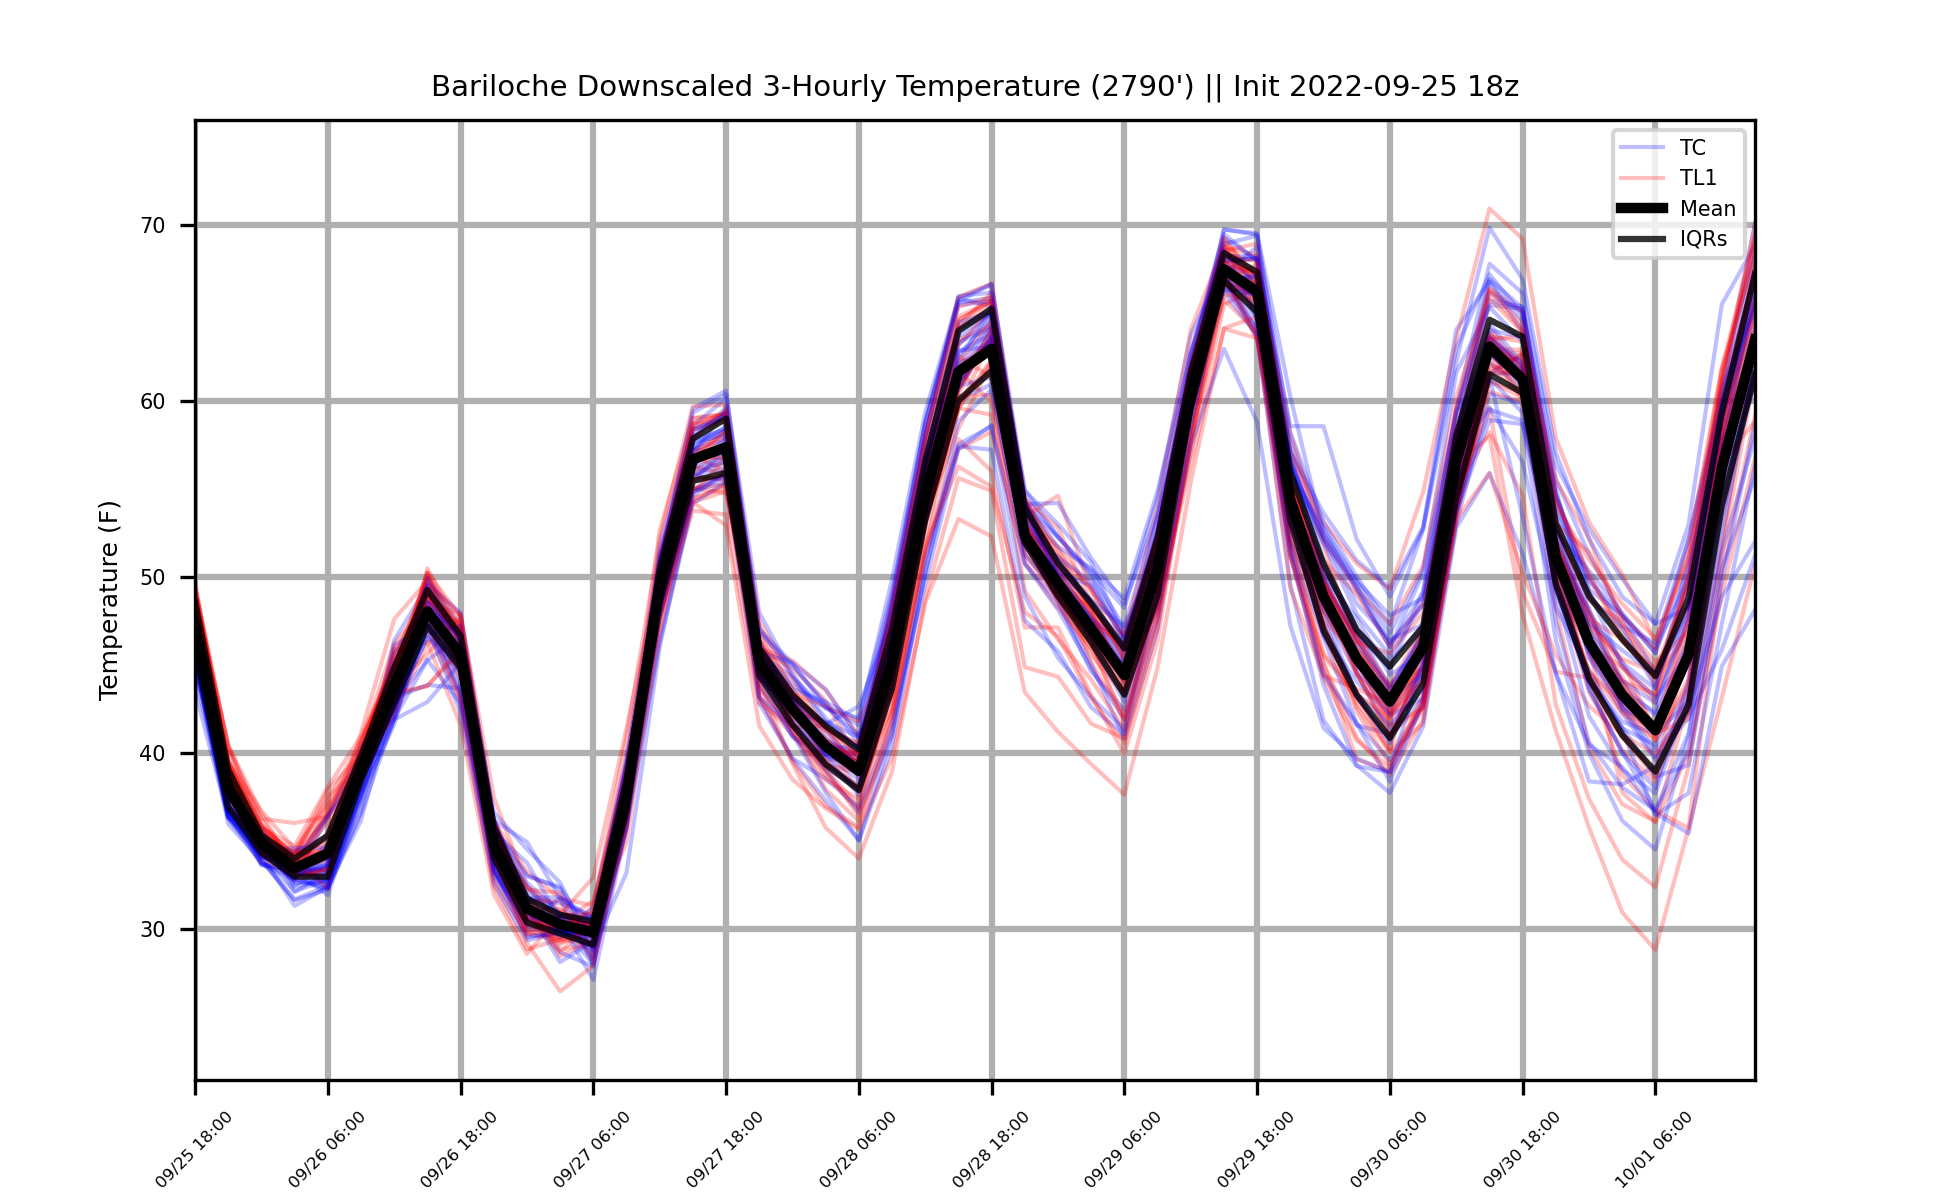 Bariloche Downscaled 3-Hourly Temperature (2790') || Init 2022-09-25 18z
TC
TL1
Mean
IQRs
Temperature (F)
70
60
50
40
30
09/25 18:00
09/26 06:00
09/26 18:00
09/27 06:00
09/27 18:00
09/28 06:00
09/28 18:00
09/29 06:00
09/29 18:00
09/30 06:00
09/30 18:00
10/01 06:00